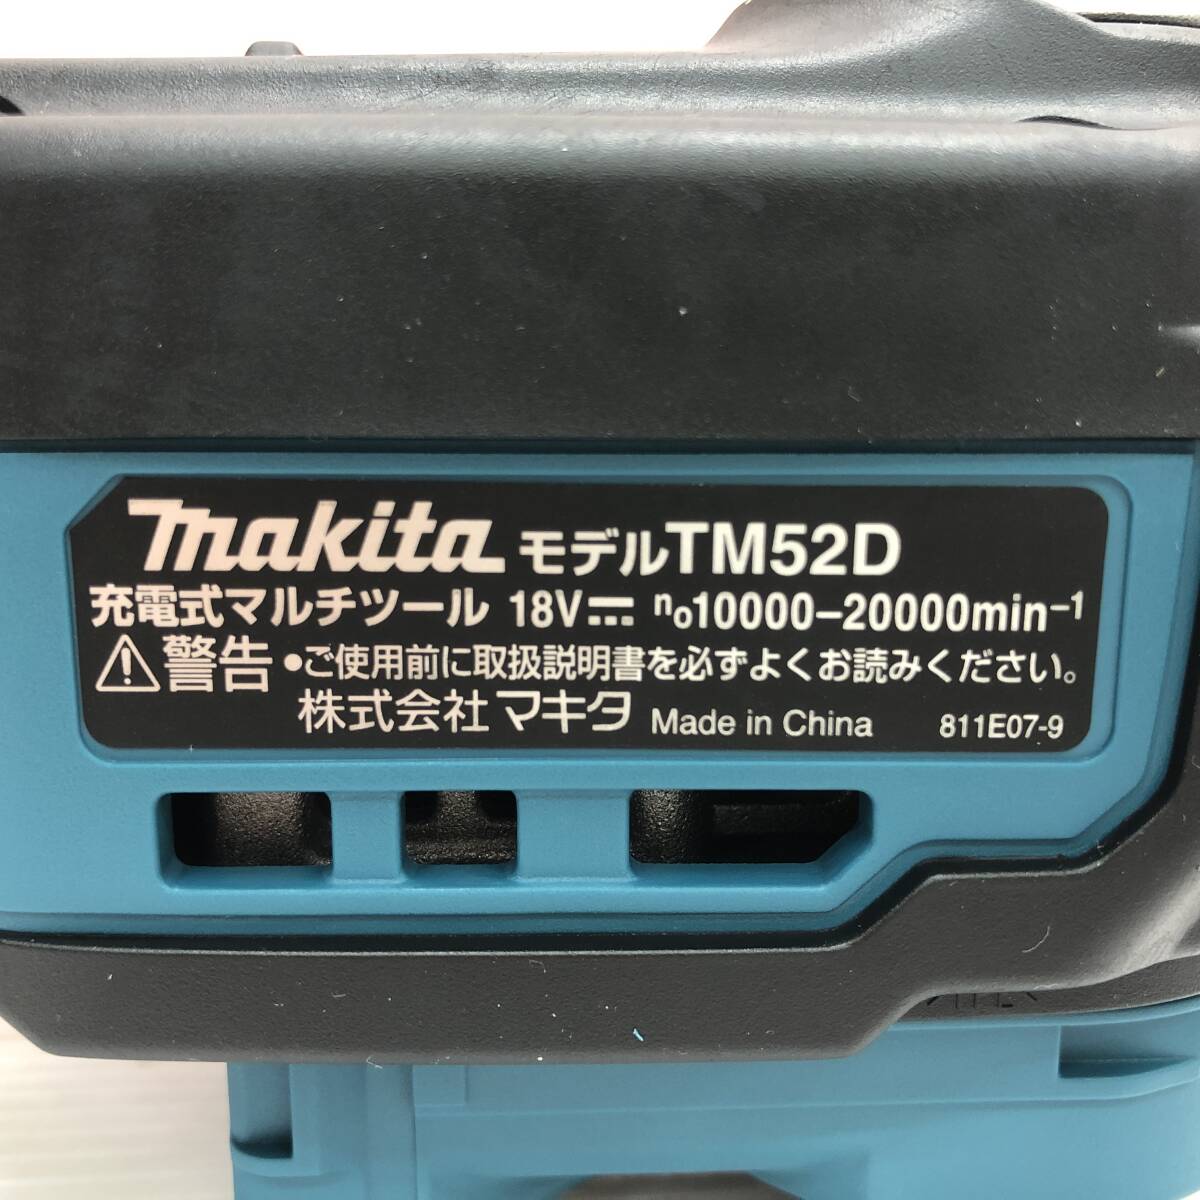 makita モデルTM52D
充電式マルチツール 18V⎓ n₀10000–20000min⁻¹
⚠警告 •ご使用前に取扱説明書を必ずよくお読みください。
株式会社マキタ Made in China 811E07-9